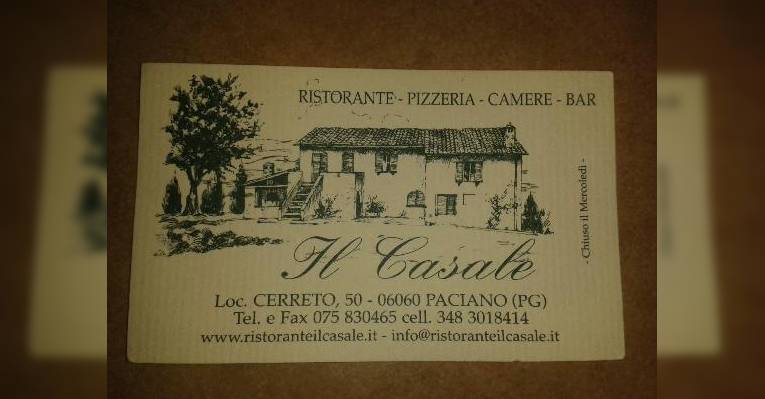 RISTORANTE - PIZZERIA - CAMERE - BAR
- Chiuso il Mercoledì -
Il Casale
Loc. CERRETO, 50 - 06060 PACIANO (PG)
Tel. e Fax 075 830465 cell. 348 3018414
www.ristoranteilcasale.it - info@ristoranteilcasale.it